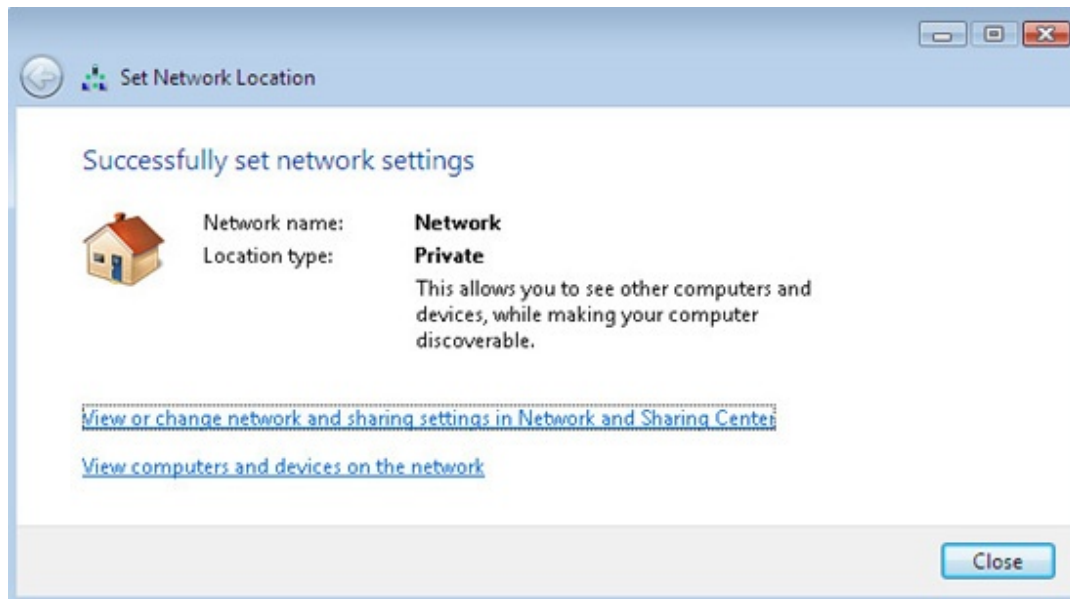 Set Network Location
Successfully set network settings
Network name: Network
Location type: Private
This allows you to see other computers and
devices, while making your computer
discoverable.
View or change network and sharing settings in Network and Sharing Center
View computers and devices on the network
Close